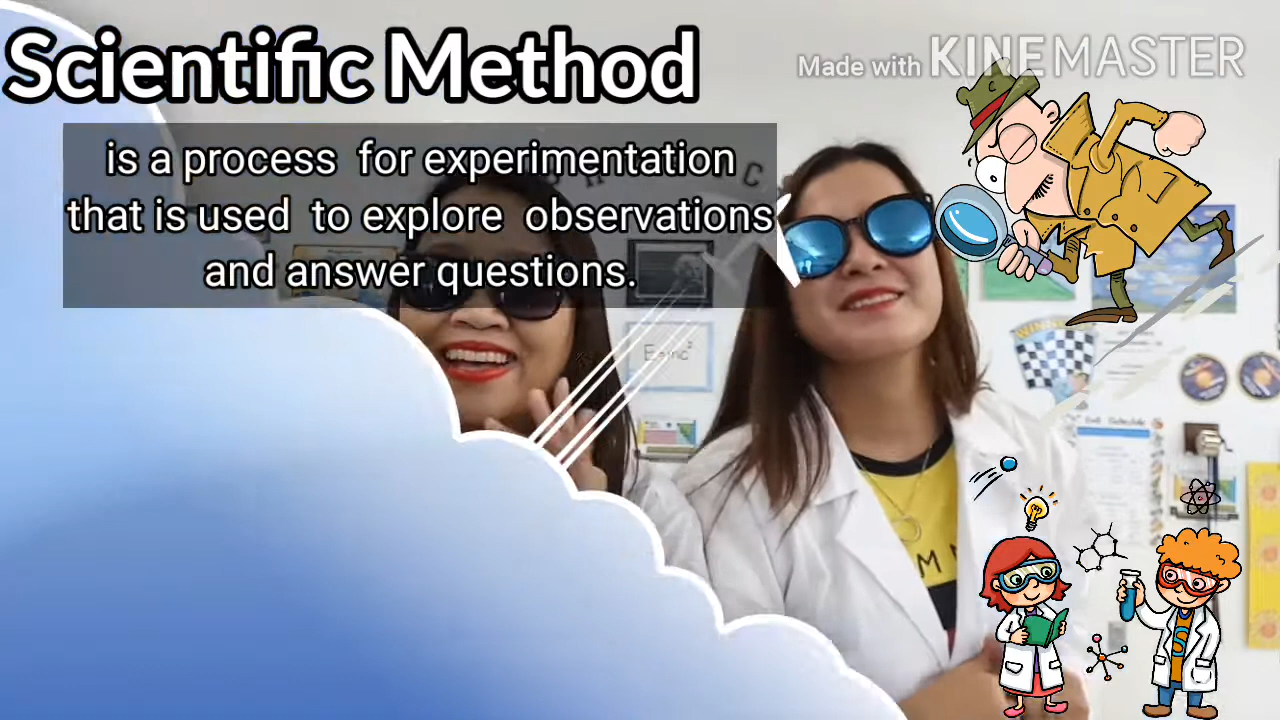 Scientific Method
Made with KINEMASTER
is a process for experimentation
that is used to explore observations
and answer questions.